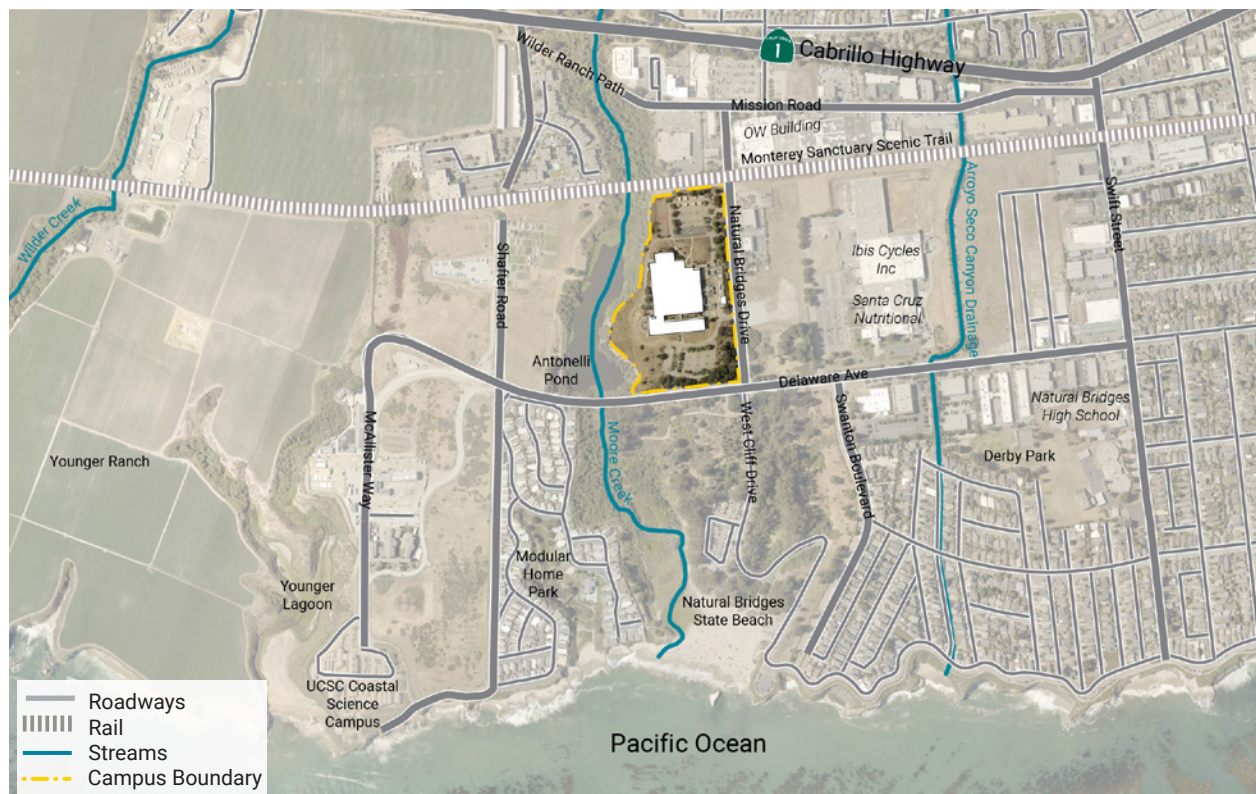 Wilder Ranch Path
CALIFORNIA
1
Cabrillo Highway
Mission Road
OW Building
Monterey Sanctuary Scenic Trail
Wilder Creek
Shafter Road
Natural Bridges Drive
Arroyo Seco Canyon Drainage
Swift Street
Ibis Cycles
Inc
Santa Cruz
Nutritional
Antonelli
Pond
Delaware Ave
McAllister Way
Moore Creek
West Cliff Drive
Swanton Boulevard
Natural Bridges
High School
Derby Park
Younger Ranch
Younger
Lagoon
Modular
Home
Park
Natural Bridges
State Beach
UCSC Coastal
Science
Campus
Pacific Ocean
Roadways
Rail
Streams
Campus Boundary